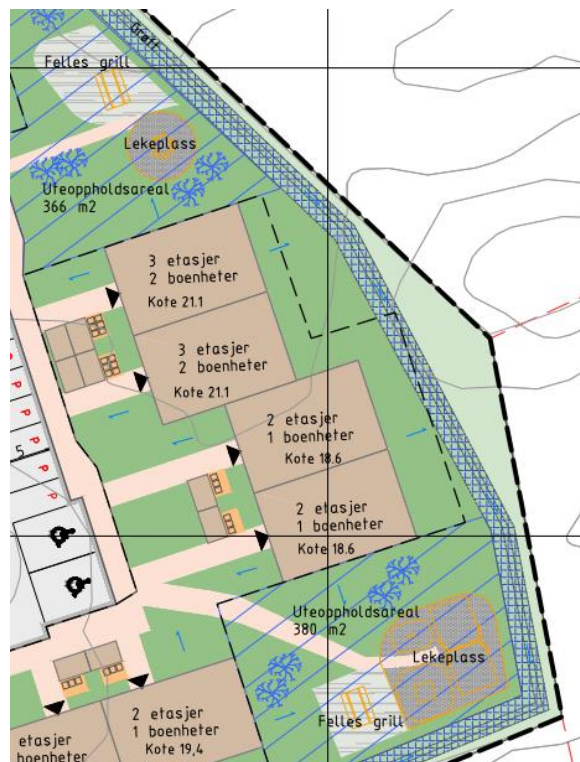 Grøft
Felles grill
Lekeplass
Uteoppholdsareal
366 m2
3 etasjer
2 boenheter
Kote 21.1
3 etasjer
2 boenheter
Kote 21.1
P
P
P
P
P
P
5
2 etasjer
1 boenheter
Kote 18.6
2 etasjer
1 boenheter
Kote 18.6
Uteoppholdsareal
380 m2
Lekeplass
Felles grill
2 etasjer
1 boenheter
Kote 19,4
etasjer
boenheter